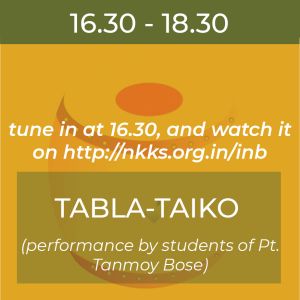 16.30 - 18.30
tune in at 16.30, and watch it
on http://nkks.org.in/inb
TABLA-TAIKO
(performance by students of Pt.
Tanmoy Bose)